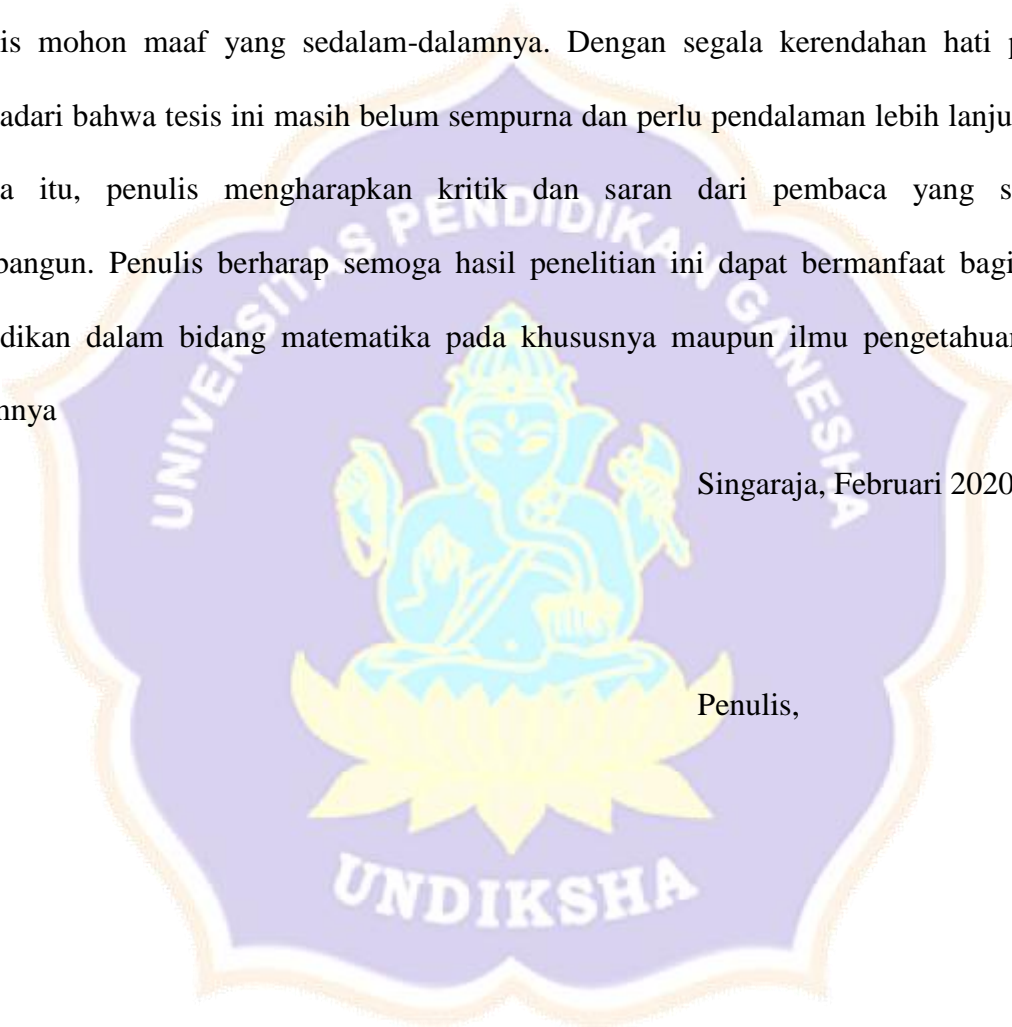 is mohon maaf yang sedalam-dalamnya. Dengan segala kerendahan hati p
adari bahwa tesis ini masih belum sempurna dan perlu pendalaman lebih lanju
a itu, penulis mengharapkan kritik dan saran dari pembaca yang s
bangun. Penulis berharap semoga hasil penelitian ini dapat bermanfaat bagi
dikan dalam bidang matematika pada khususnya maupun ilmu pengetahuan
nnya
Singaraja, Februari 2020
Penulis,
UNIVERSITAS PENDIDIKAN GANESHA
UNDIKSHA